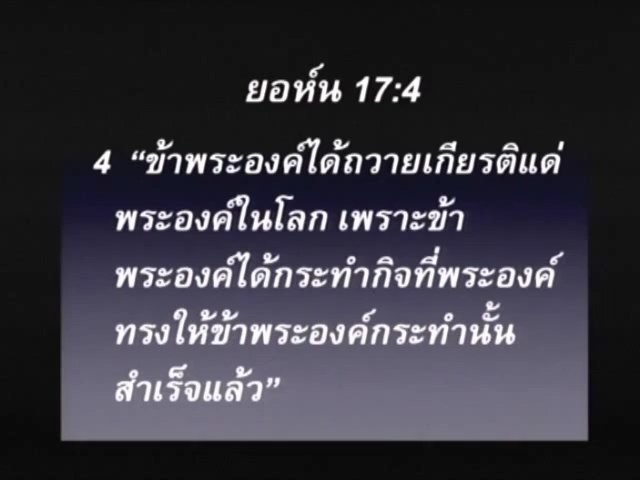 ยอห์น 17:4
4 “ข้าพระองค์ได้ถวายเกียรติแด่
พระองค์ในโลก เพราะข้า
พระองค์ได้กระทำกิจที่พระองค์
ทรงให้ข้าพระองค์กระทำนั้น
สำเร็จแล้ว”